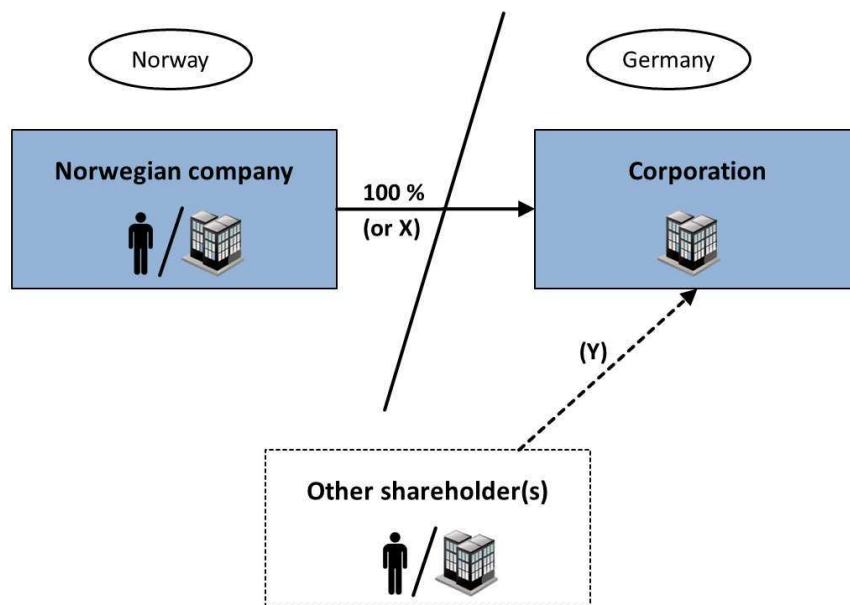 Norway
Germany
Norwegian company
100 %
(or X)
Corporation
(Y)
Other shareholder(s)